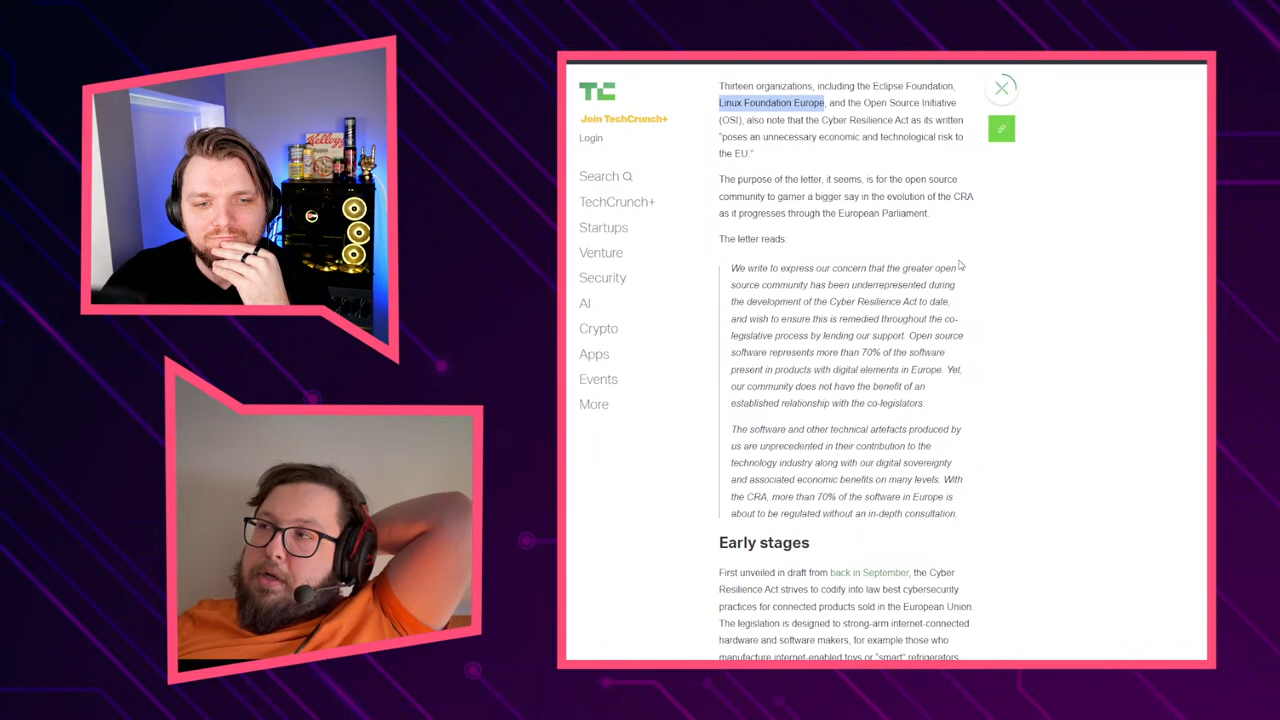 Kellogg's
TC
Join TechCrunch+
Login
Search
TechCrunch+
Startups
Venture
Security
AI
Crypto
Apps
Events
More
Thirteen organizations, including the Eclipse Foundation,
Linux Foundation Europe, and the Open Source Initiative
(OSI), also note that the Cyber Resilience Act as its written
“poses an unnecessary economic and technological risk to
the EU.”
The purpose of the letter, it seems, is for the open source
community to garner a bigger say in the evolution of the CRA
as it progresses through the European Parliament.
The letter reads:
We write to express our concern that the greater open
source community has been underrepresented during
the development of the Cyber Resilience Act to date,
and wish to ensure this is remedied throughout the co-
legislative process by lending our support. Open source
software represents more than 70% of the software
present in products with digital elements in Europe. Yet,
our community does not have the benefit of an
established relationship with the co-legislators.
The software and other technical artefacts produced by
us are unprecedented in their contribution to the
technology industry along with our digital sovereignty
and associated economic benefits on many levels. With
the CRA, more than 70% of the software in Europe is
about to be regulated without an in-depth consultation.
Early stages
First unveiled in draft from back in September, the Cyber
Resilience Act strives to codify into law best cybersecurity
practices for connected products sold in the European Union.
The legislation is designed to strong-arm internet-connected
hardware and software makers, for example those who
manufacture internet-enabled toys or “smart” refrigerators,